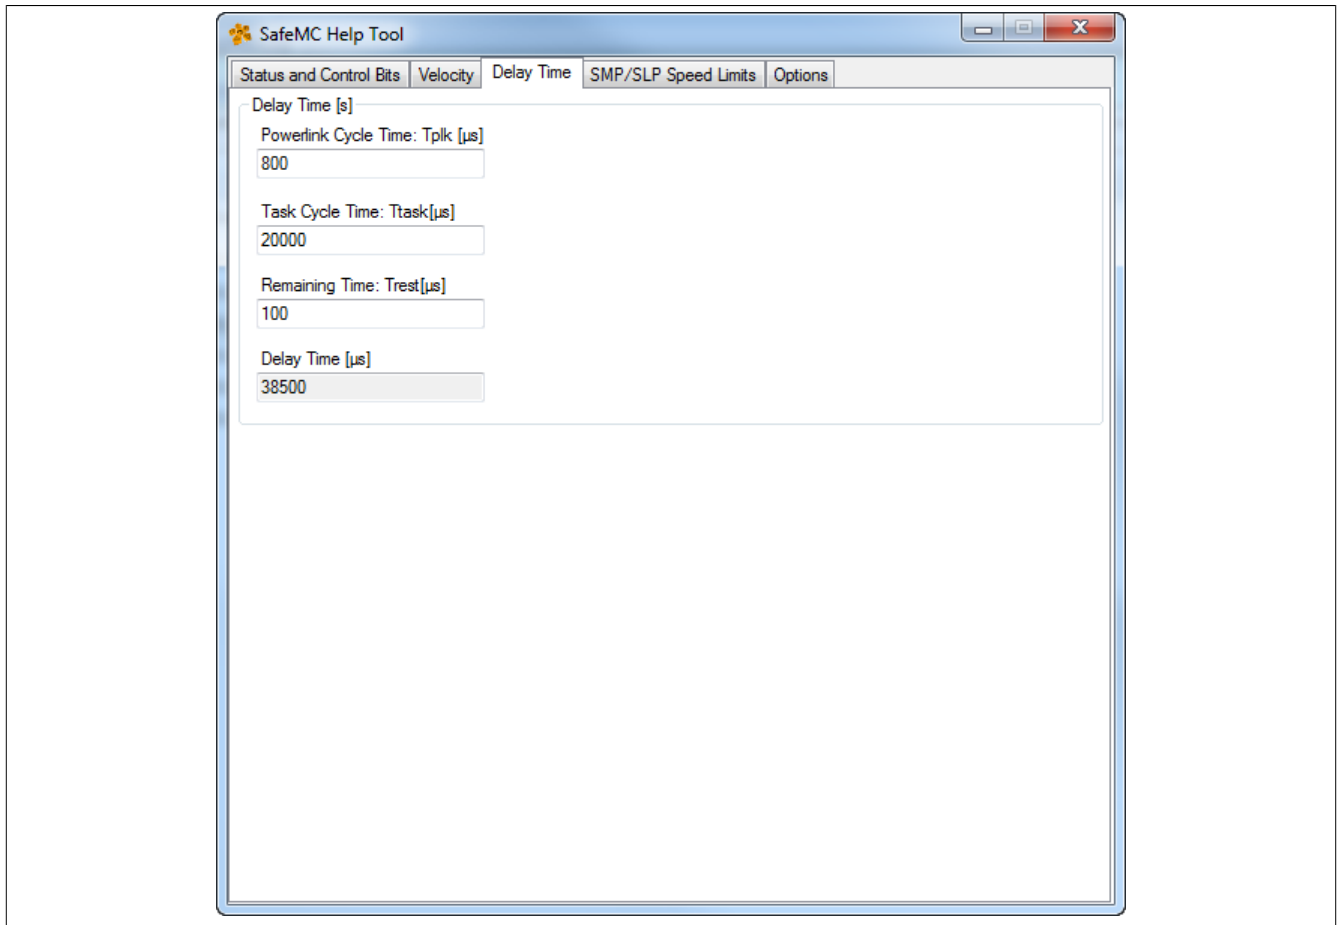 SafeMC Help Tool
Status and Control Bits Velocity Delay Time SMP/SLP Speed Limits Options
Delay Time [s]
Powerlink Cycle Time: Tplk [µs]
800
Task Cycle Time: Ttask[µs]
20000
Remaining Time: Trest[µs]
100
Delay Time [µs]
38500